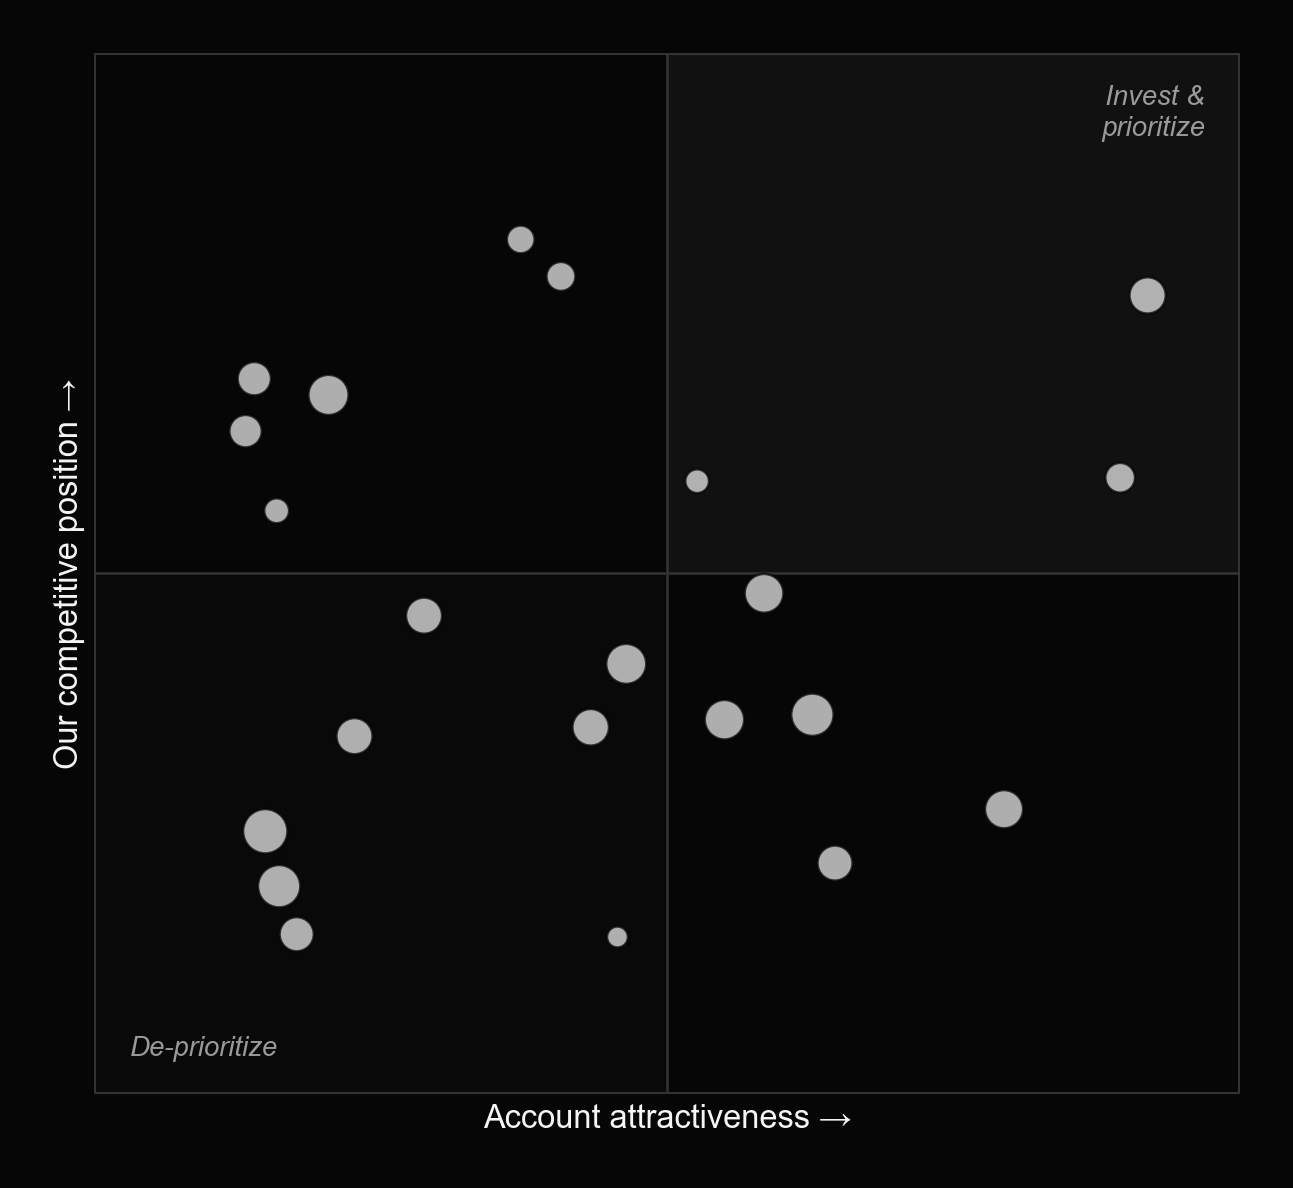 Invest &
prioritize
Our competitive position →
De-prioritize
Account attractiveness →